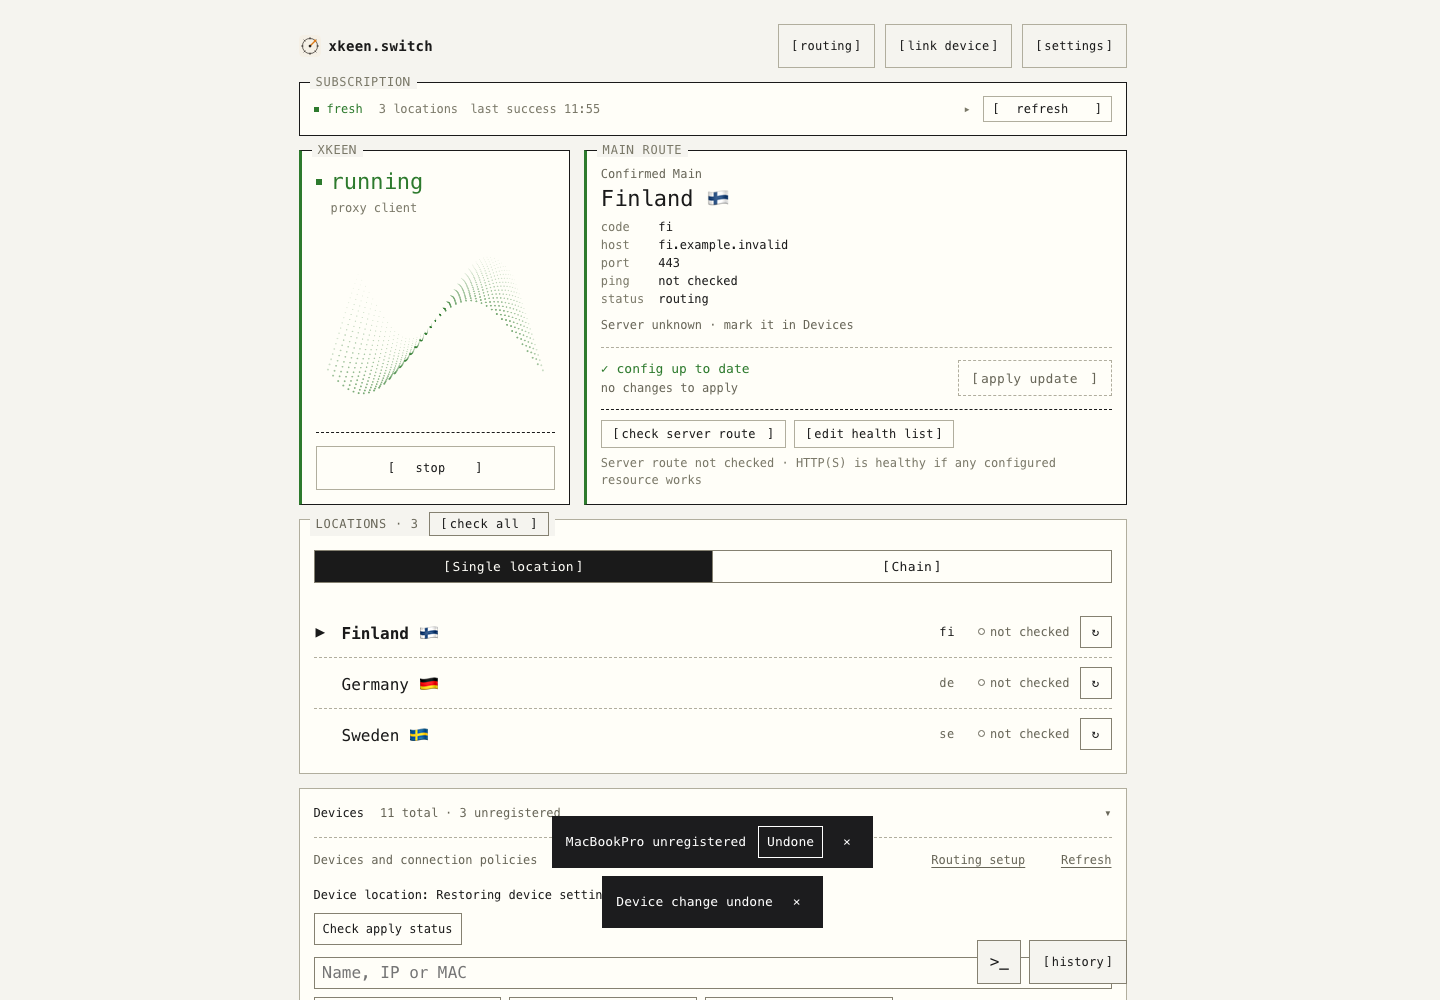 xkeen.switch
[routing] [link device] [settings]
SUBSCRIPTION
fresh 3 locations last success 11:55 [ refresh ]
XKEEN
running
proxy client
[ stop ]
MAIN ROUTE
Confirmed Main
Finland
code fi
host fi.example.invalid
port 443
ping not checked
status routing
Server unknown · mark it in Devices
✓ config up to date
no changes to apply
[apply update ]
[check server route ] [edit health list]
Server route not checked · HTTP(S) is healthy if any configured
resource works
LOCATIONS · 3 [check all ]
[Single location] [Chain]
▶ Finland fi not checked ↻
Germany de not checked ↻
Sweden se not checked ↻
Devices 11 total · 3 unregistered
MacBookPro unregistered Undone ×
Devices and connection policies Routing setup Refresh
Device location: Restoring device settin
Device change undone ×
Check apply status
Name, IP or MAC
>_ [history]